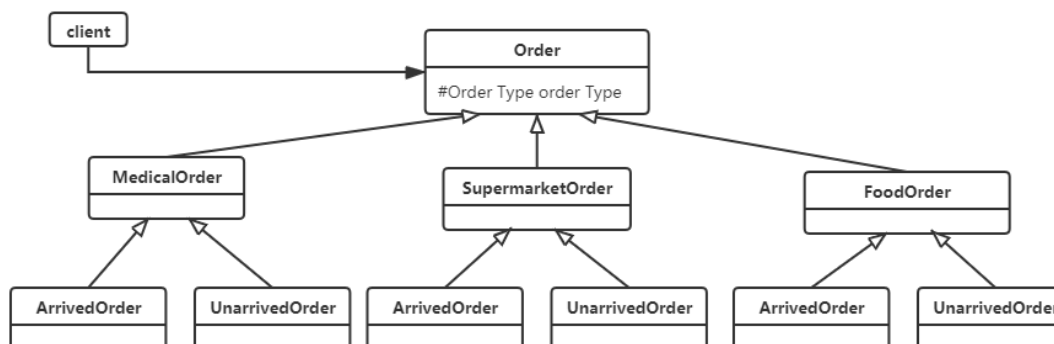 client
Order
#Order Type order Type
MedicalOrder
SupermarketOrder
FoodOrder
ArrivedOrder
UnarrivedOrder
ArrivedOrder
UnarrivedOrder
ArrivedOrder
UnarrivedOrder